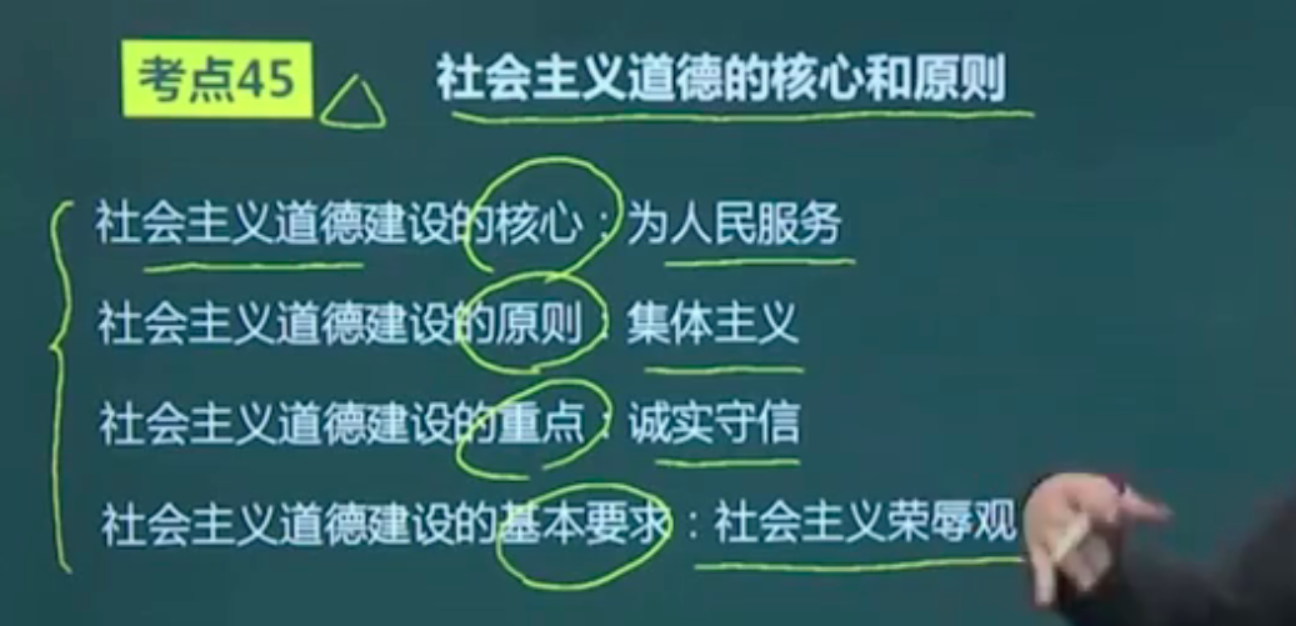 考点45 社会主义道德的核心和原则
社会主义道德建设的核心：为人民服务
社会主义道德建设的原则：集体主义
社会主义道德建设的重点：诚实守信
社会主义道德建设的基本要求：社会主义荣辱观